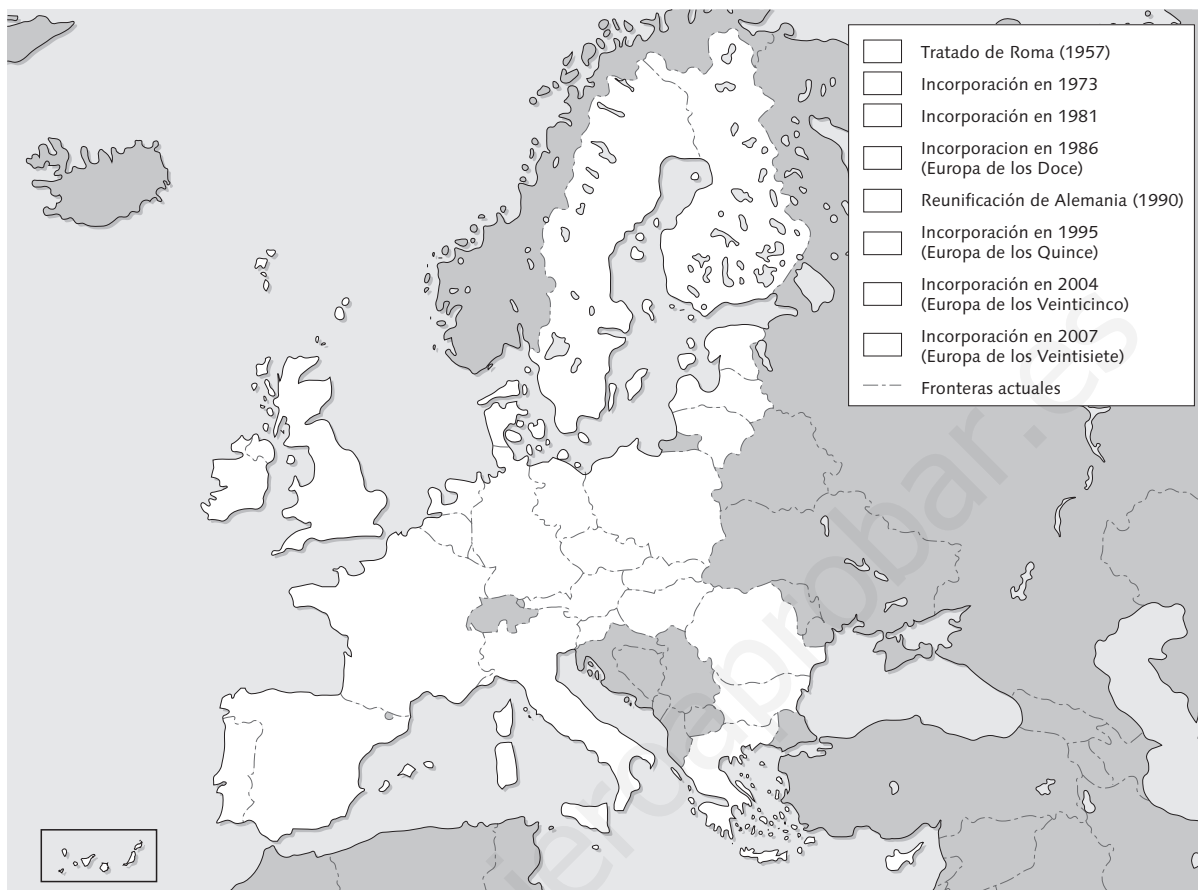 Tratado de Roma (1957)
Incorporación en 1973
Incorporación en 1981
Incorporacion en 1986
(Europa de los Doce)
Reunificación de Alemania (1990)
Incorporación en 1995
(Europa de los Quince)
Incorporación en 2004
(Europa de los Veinticinco)
Incorporación en 2007
(Europa de los Veintisiete)
Fronteras actuales